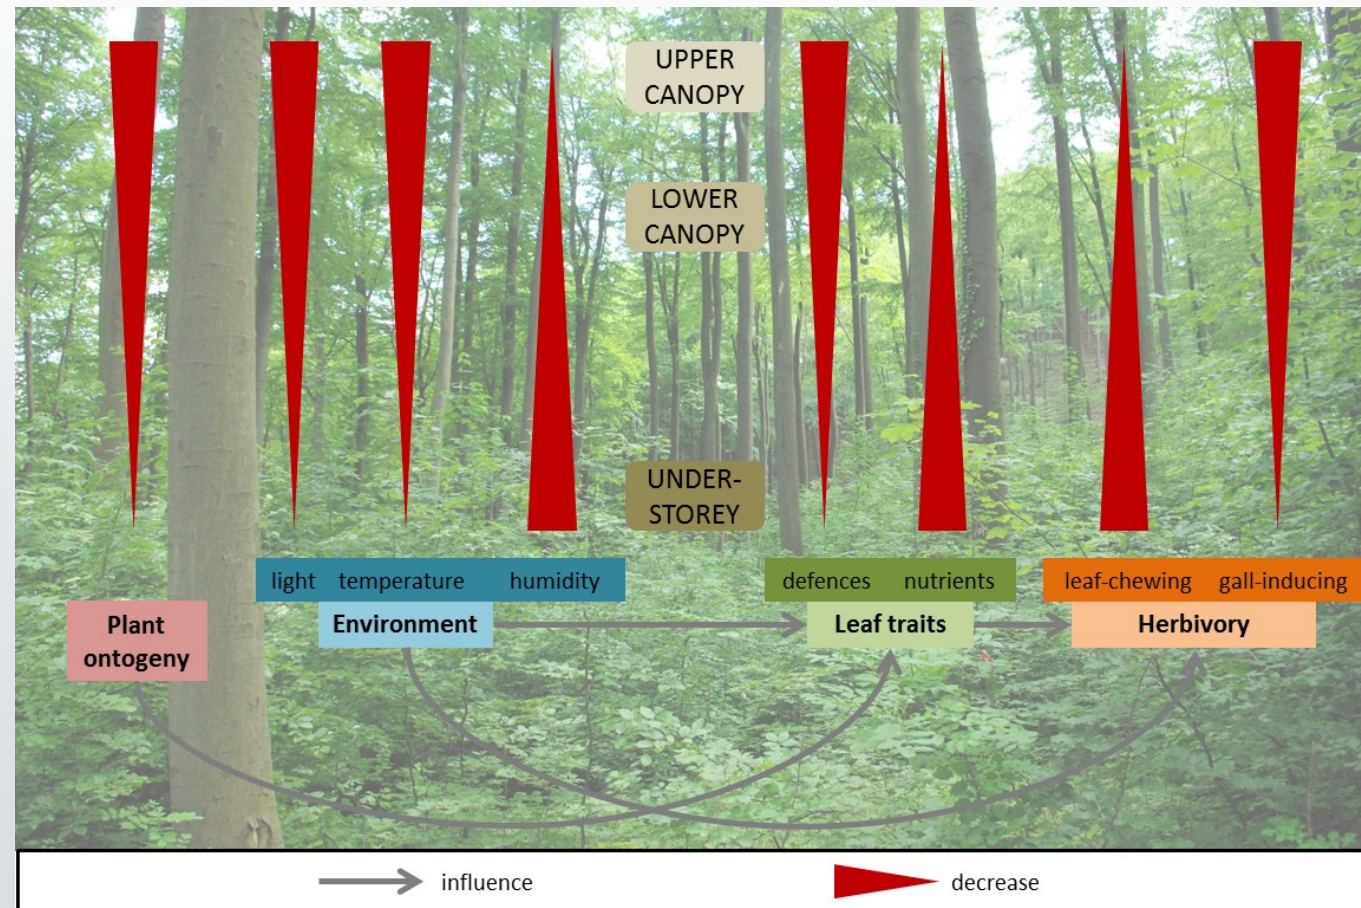 UPPER
CANOPY
LOWER
CANOPY
UNDER-
STOREY
light temperature humidity
defences nutrients
leaf-chewing gall-inducing
Plant
ontogeny
Environment
Leaf traits
Herbivory
influence
decrease